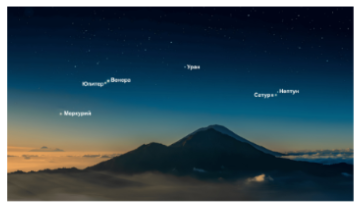 Уран
Венера
Юпитер
Нептун
Сатурн
Меркурий